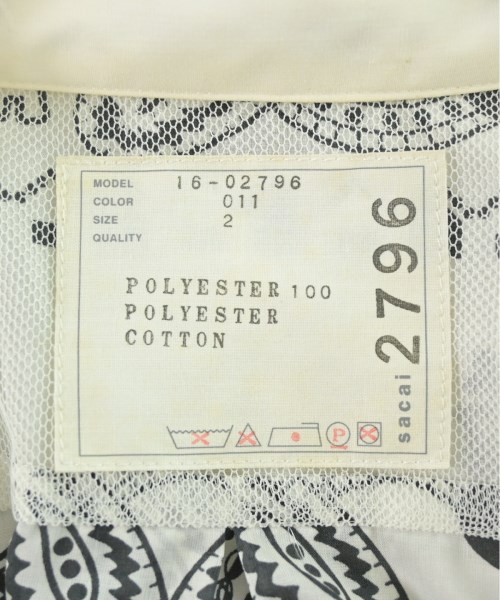 MODEL 16-02796
COLOR 011
SIZE 2
QUALITY
POLYESTER 100
POLYESTER
COTTON
P
sacai 2796